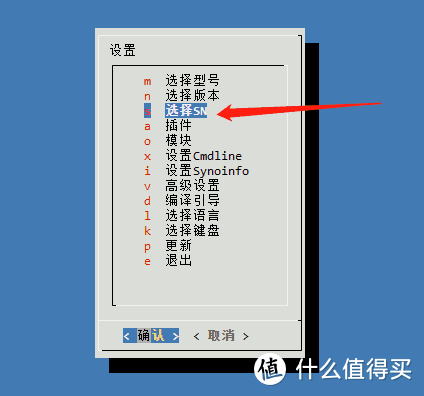 设置
m 选择型号
n 选择版本
选择SN
a 插件
o 模块
x 设置Cmdline
i 设置Synoinfo
v 高级设置
d 编译引导
l 选择语言
k 选择键盘
p 更新
e 退出
< 确认 > < 取消 >
值 什么值得买